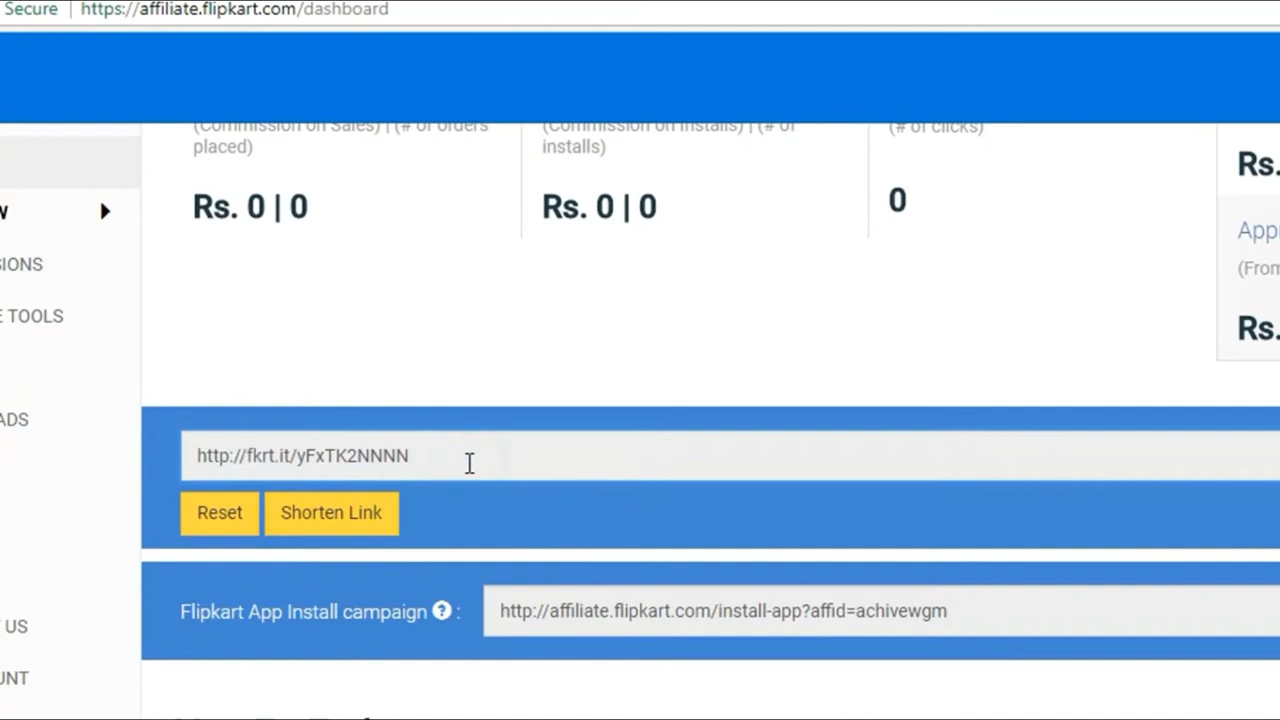 Secure | https://affiliate.flipkart.com/dashboard
(Commission on Sales) | (# of orders placed)
Rs. 0 | 0
(Commission on Installs) | (# of installs)
Rs. 0 | 0
(# of clicks)
0
Rs.
(From
Rs.
W
SIONS
E TOOLS
ADS
US
UNT
http://fkrt.it/yFxTK2NNNN
Reset
Shorten Link
Flipkart App Install campaign ? :
http://affiliate.flipkart.com/install-app?affid=achivewgm